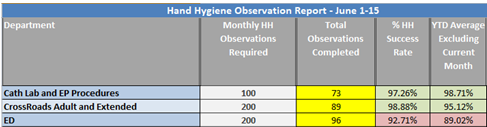 Hand Hygiene Observation Report - June 1-15
Department Monthly HH Observations Required Total Observations Completed % HH Success Rate YTD Average Excluding Current Month
Cath Lab and EP Procedures 100 73 97.26% 98.71%
CrossRoads Adult and Extended 200 89 98.88% 95.12%
ED 200 96 92.71% 89.02%